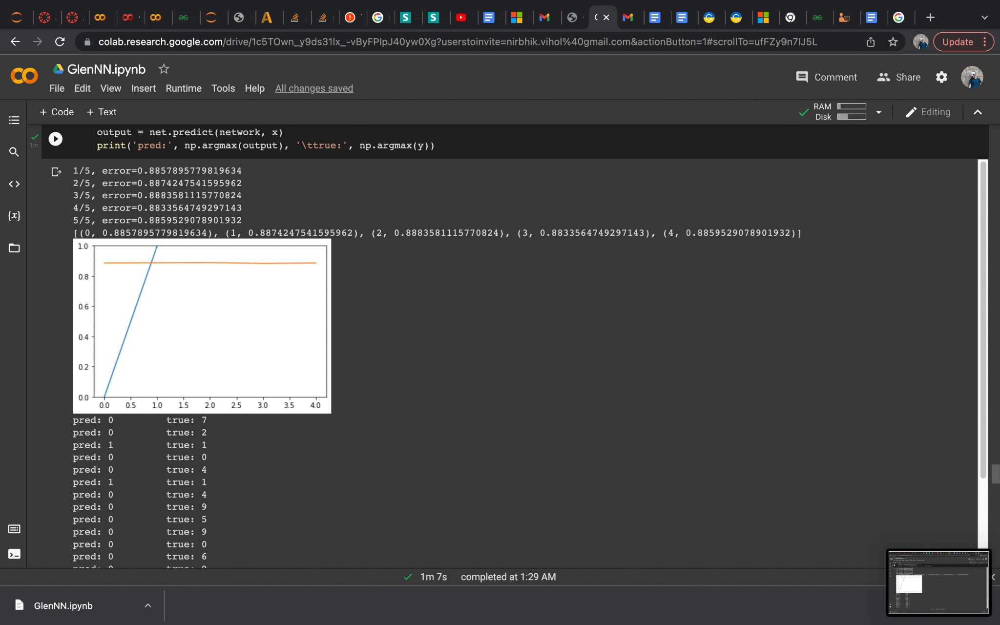 colab.research.google.com/drive/1c5TOwn_y9ds31lx_-vByFPIpJ40yw0Xg?userstoinvite=nirbhik.vihol%40gmail.com&actionButton=1#scrollTo=ufFZy9n7IJ5L
Update
GlenNN.ipynb
File Edit View Insert Runtime Tools Help All changes saved
Comment Share
+ Code + Text
RAM
Disk
Editing
1m
output = net.predict(network, x)
print('pred:', np.argmax(output), '\ttrue:', np.argmax(y))
1/5, error=0.8857895779819634
2/5, error=0.8874247541595962
3/5, error=0.8883581115770824
4/5, error=0.8833564749297143
5/5, error=0.8859529078901932
[(0, 0.8857895779819634), (1, 0.8874247541595962), (2, 0.8883581115770824), (3, 0.8833564749297143), (4, 0.8859529078901932)]
1.0
0.8
0.6
0.4
0.2
0.0
0.0 0.5 1.0 1.5 2.0 2.5 3.0 3.5 4.0
pred: 0 true: 7
pred: 0 true: 2
pred: 1 true: 1
pred: 0 true: 0
pred: 0 true: 4
pred: 1 true: 1
pred: 0 true: 4
pred: 0 true: 9
pred: 0 true: 5
pred: 0 true: 9
pred: 0 true: 0
pred: 0 true: 6
1m 7s completed at 1:29 AM
GlenNN.ipynb